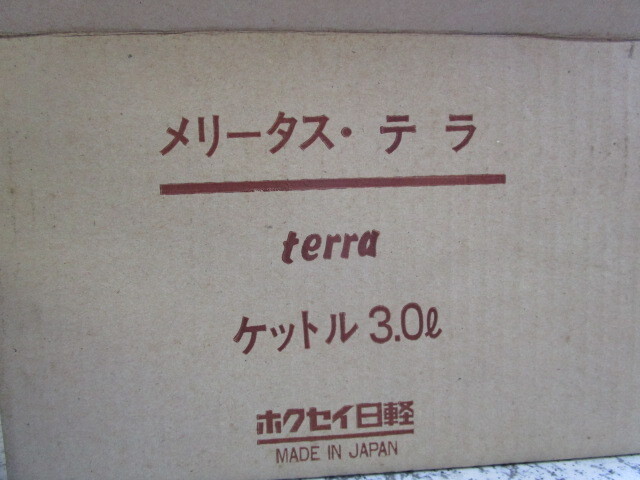 メリータス・テラ
terra
ケットル 3.0ℓ
ホクセイ日軽
MADE IN JAPAN